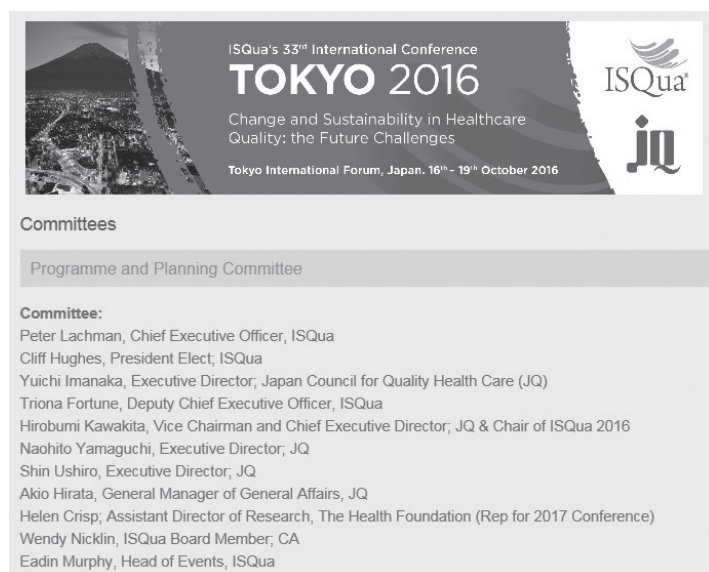 ISQua's 33rd International Conference
TOKYO 2016
Change and Sustainability in Healthcare
Quality: the Future Challenges
Tokyo International Forum, Japan. 16th - 19th October 2016
ISQua®
jq
Committees
Programme and Planning Committee
Committee:
Peter Lachman, Chief Executive Officer, ISQua
Cliff Hughes, President Elect; ISQua
Yuichi Imanaka, Executive Director; Japan Council for Quality Health Care (JQ)
Triona Fortune, Deputy Chief Executive Officer, ISQua
Hirobumi Kawakita, Vice Chairman and Chief Executive Director; JQ & Chair of ISQua 2016
Naohito Yamaguchi, Executive Director; JQ
Shin Ushiro, Executive Director; JQ
Akio Hirata, General Manager of General Affairs, JQ
Helen Crisp; Assistant Director of Research, The Health Foundation (Rep for 2017 Conference)
Wendy Nicklin, ISQua Board Member; CA
Eadin Murphy, Head of Events, ISQua